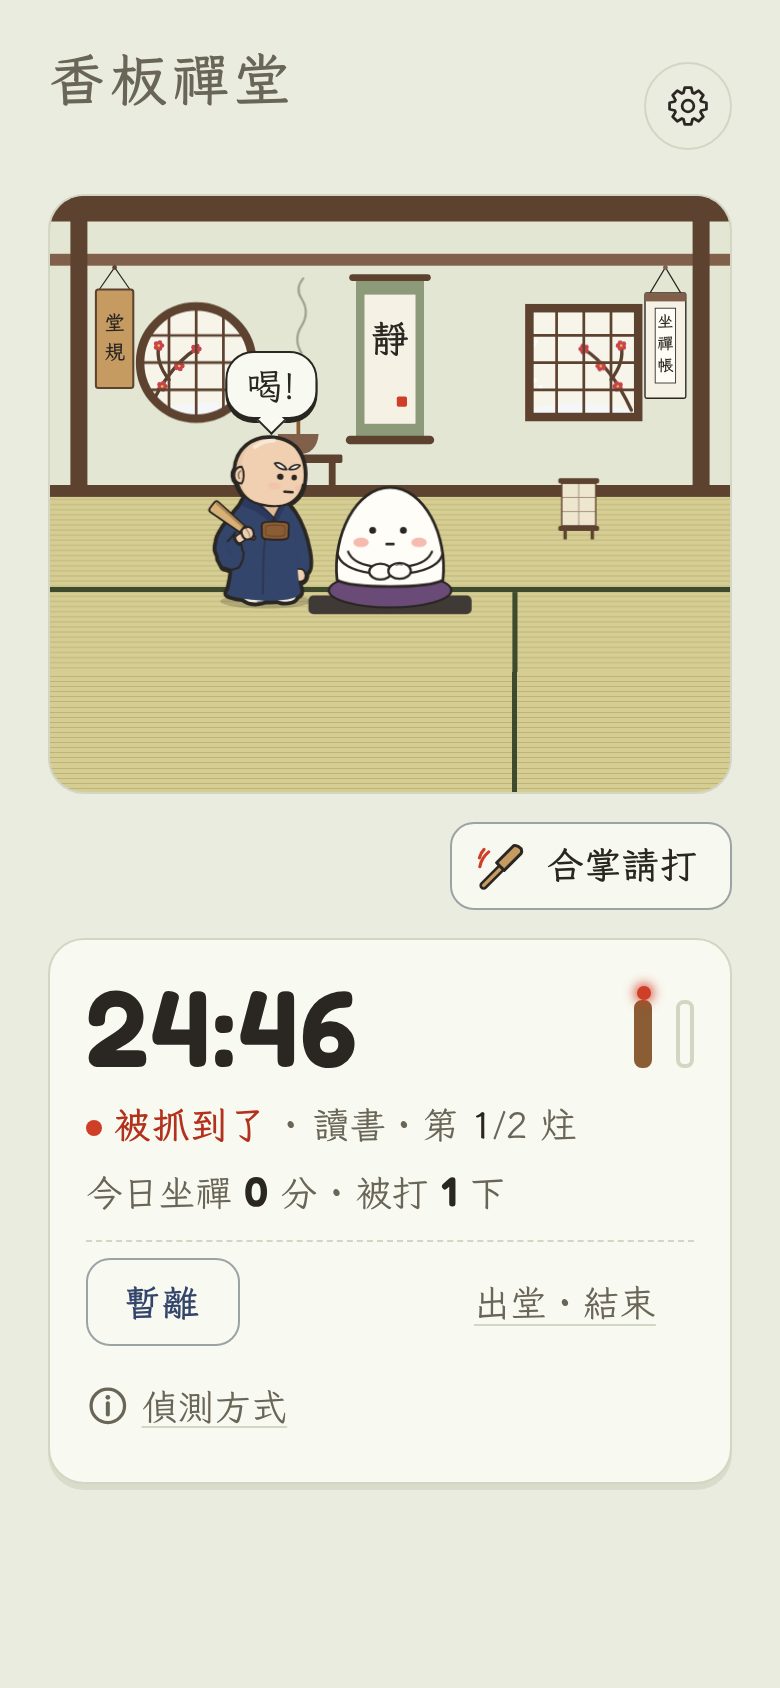 香板禪堂
堂規
喝!
靜
坐禪帳
合掌請打
24:46
被抓到了・讀書・第 1/2 炷
今日坐禪 0 分・被打 1 下
暫離
出堂・結束
偵測方式